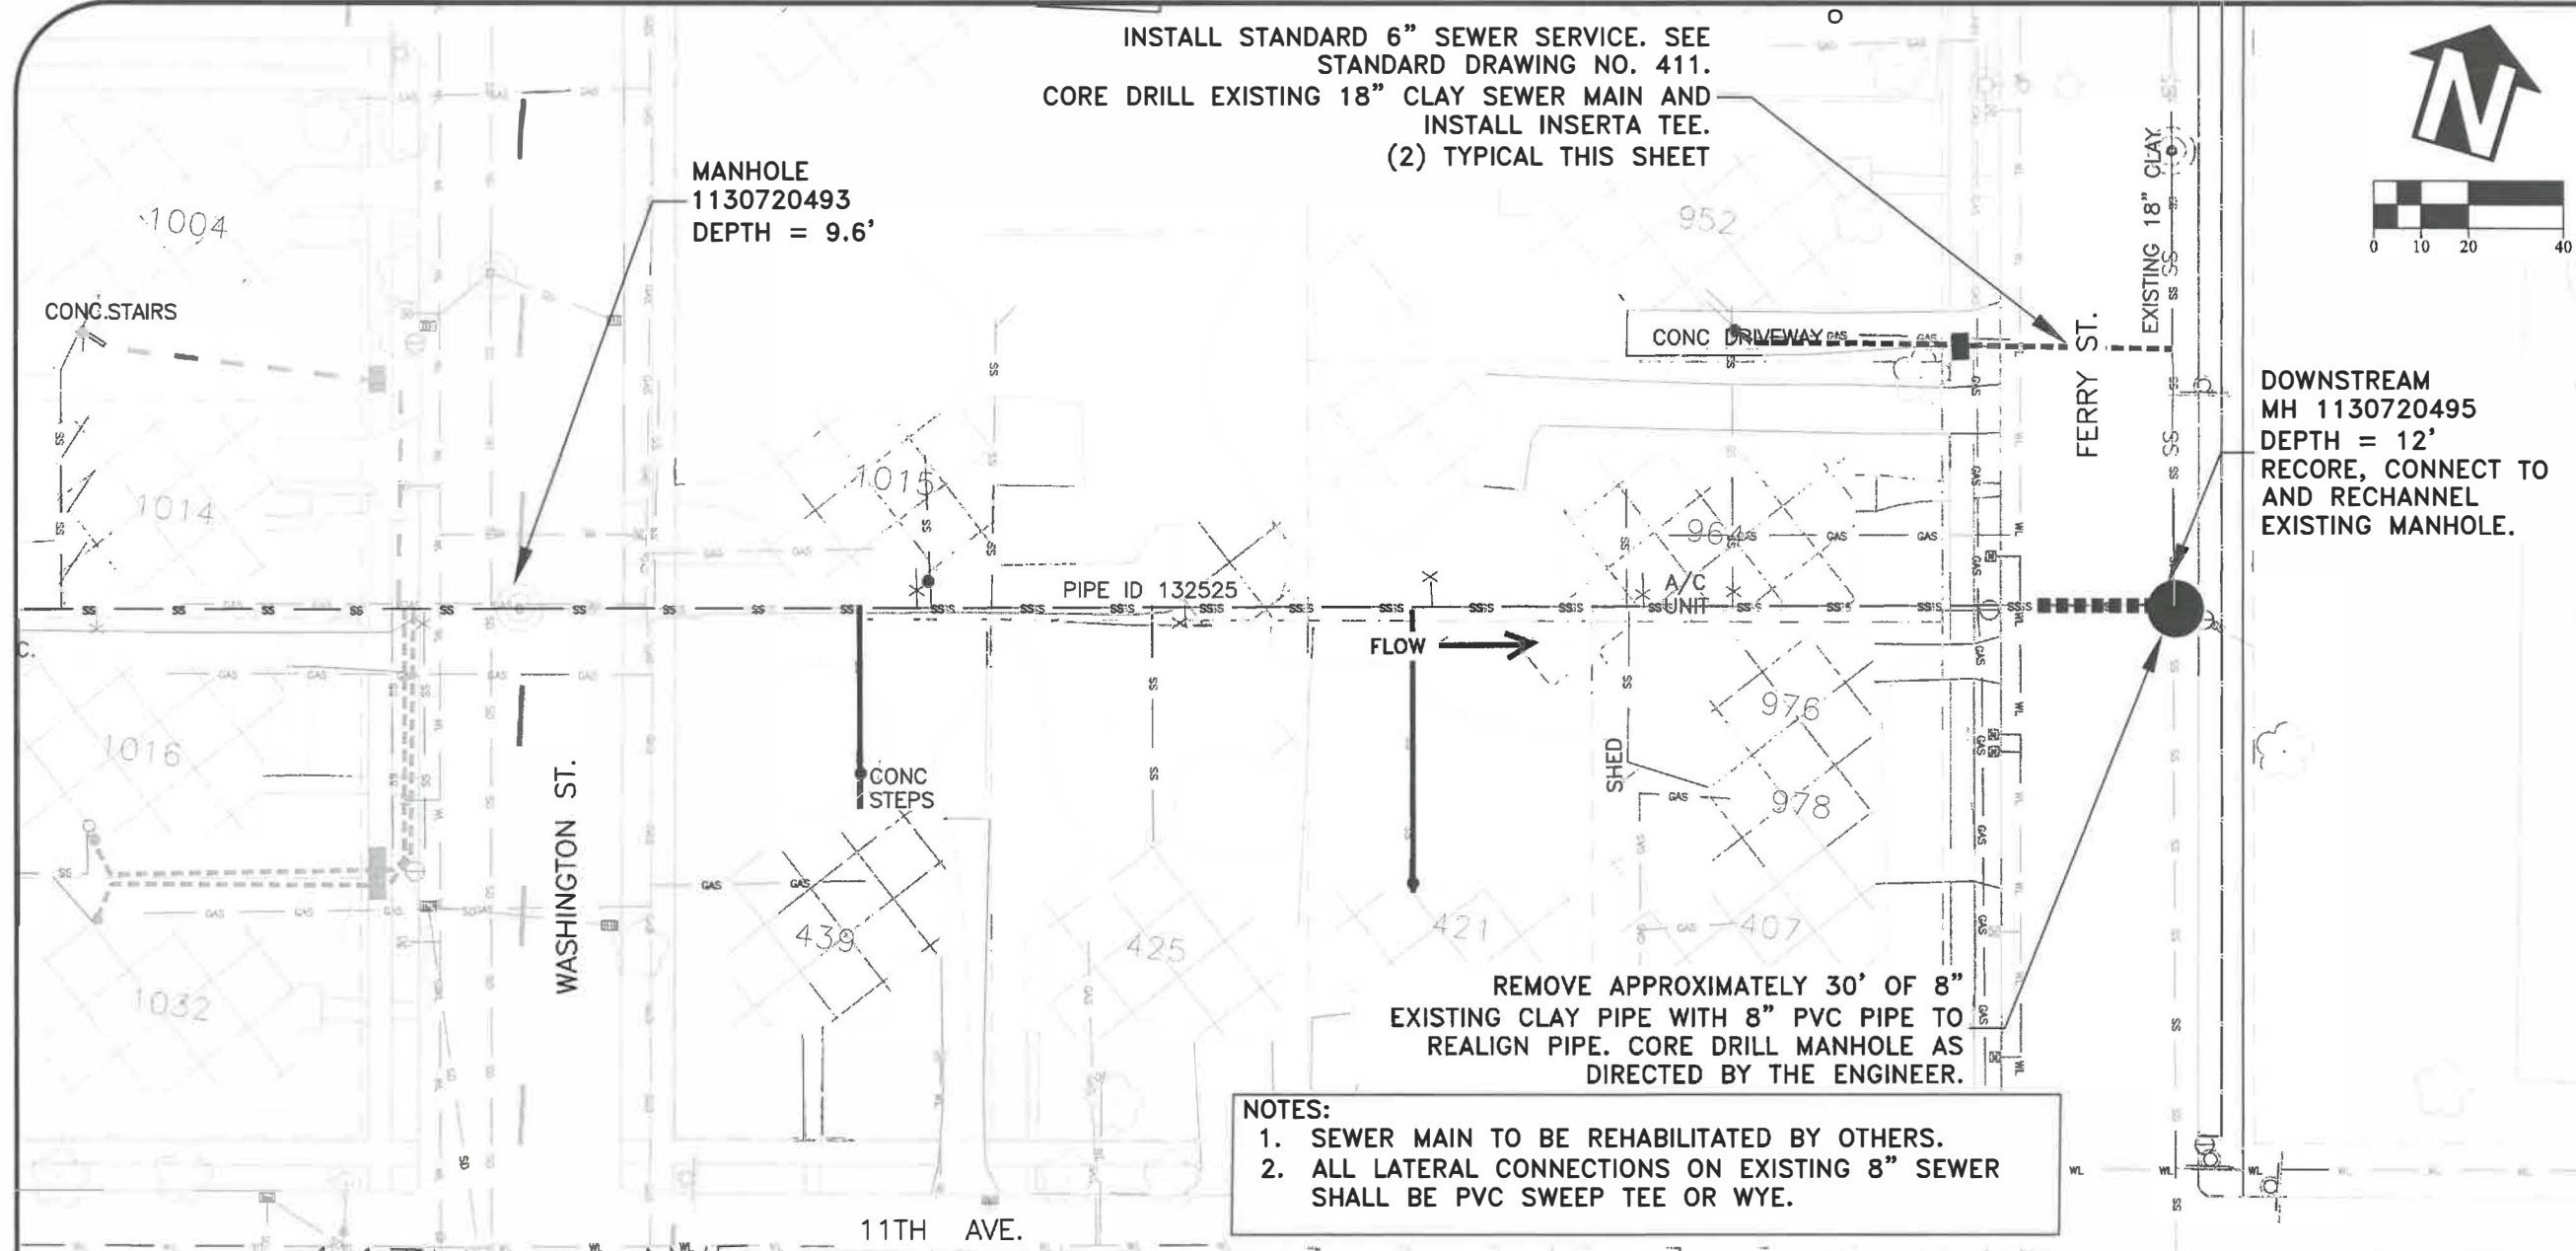 INSTALL STANDARD 6” SEWER SERVICE. SEE
STANDARD DRAWING NO. 411.
CORE DRILL EXISTING 18” CLAY SEWER MAIN AND
INSTALL INSERTA TEE.
(2) TYPICAL THIS SHEET
N
0 10 20 40
MANHOLE
1130720493
DEPTH = 9.6’
1004
952
EXISTING 18” CLAY
CONC.STAIRS
CONC DRIVEWAY
FERRY ST.
DOWNSTREAM
MH 1130720495
DEPTH = 12’
RECORE, CONNECT TO
AND RECHANNEL
EXISTING MANHOLE.
1014
1015
964
A/C
UNIT
PIPE ID 132525
FLOW
C.
1016
WASHINGTON ST.
CONC
STEPS
SHED
976
978
439
425
421
407
1032
REMOVE APPROXIMATELY 30’ OF 8”
EXISTING CLAY PIPE WITH 8” PVC PIPE TO
REALIGN PIPE. CORE DRILL MANHOLE AS
DIRECTED BY THE ENGINEER.
NOTES:
1. SEWER MAIN TO BE REHABILITATED BY OTHERS.
2. ALL LATERAL CONNECTIONS ON EXISTING 8” SEWER
SHALL BE PVC SWEEP TEE OR WYE.
11TH AVE.